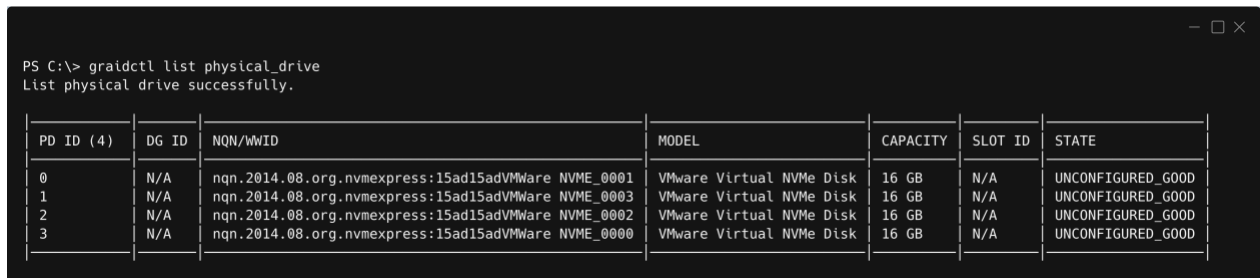 PS C:\> graidctl list physical_drive
List physical drive successfully.
PD ID (4) DG ID NQN/WWID MODEL CAPACITY SLOT ID STATE
0 N/A nqn.2014.08.org.nvmexpress:15ad15adVMWare NVME_0001 VMware Virtual NVMe Disk 16 GB N/A UNCONFIGURED_GOOD
1 N/A nqn.2014.08.org.nvmexpress:15ad15adVMWare NVME_0003 VMware Virtual NVMe Disk 16 GB N/A UNCONFIGURED_GOOD
2 N/A nqn.2014.08.org.nvmexpress:15ad15adVMWare NVME_0002 VMware Virtual NVMe Disk 16 GB N/A UNCONFIGURED_GOOD
3 N/A nqn.2014.08.org.nvmexpress:15ad15adVMWare NVME_0000 VMware Virtual NVMe Disk 16 GB N/A UNCONFIGURED_GOOD